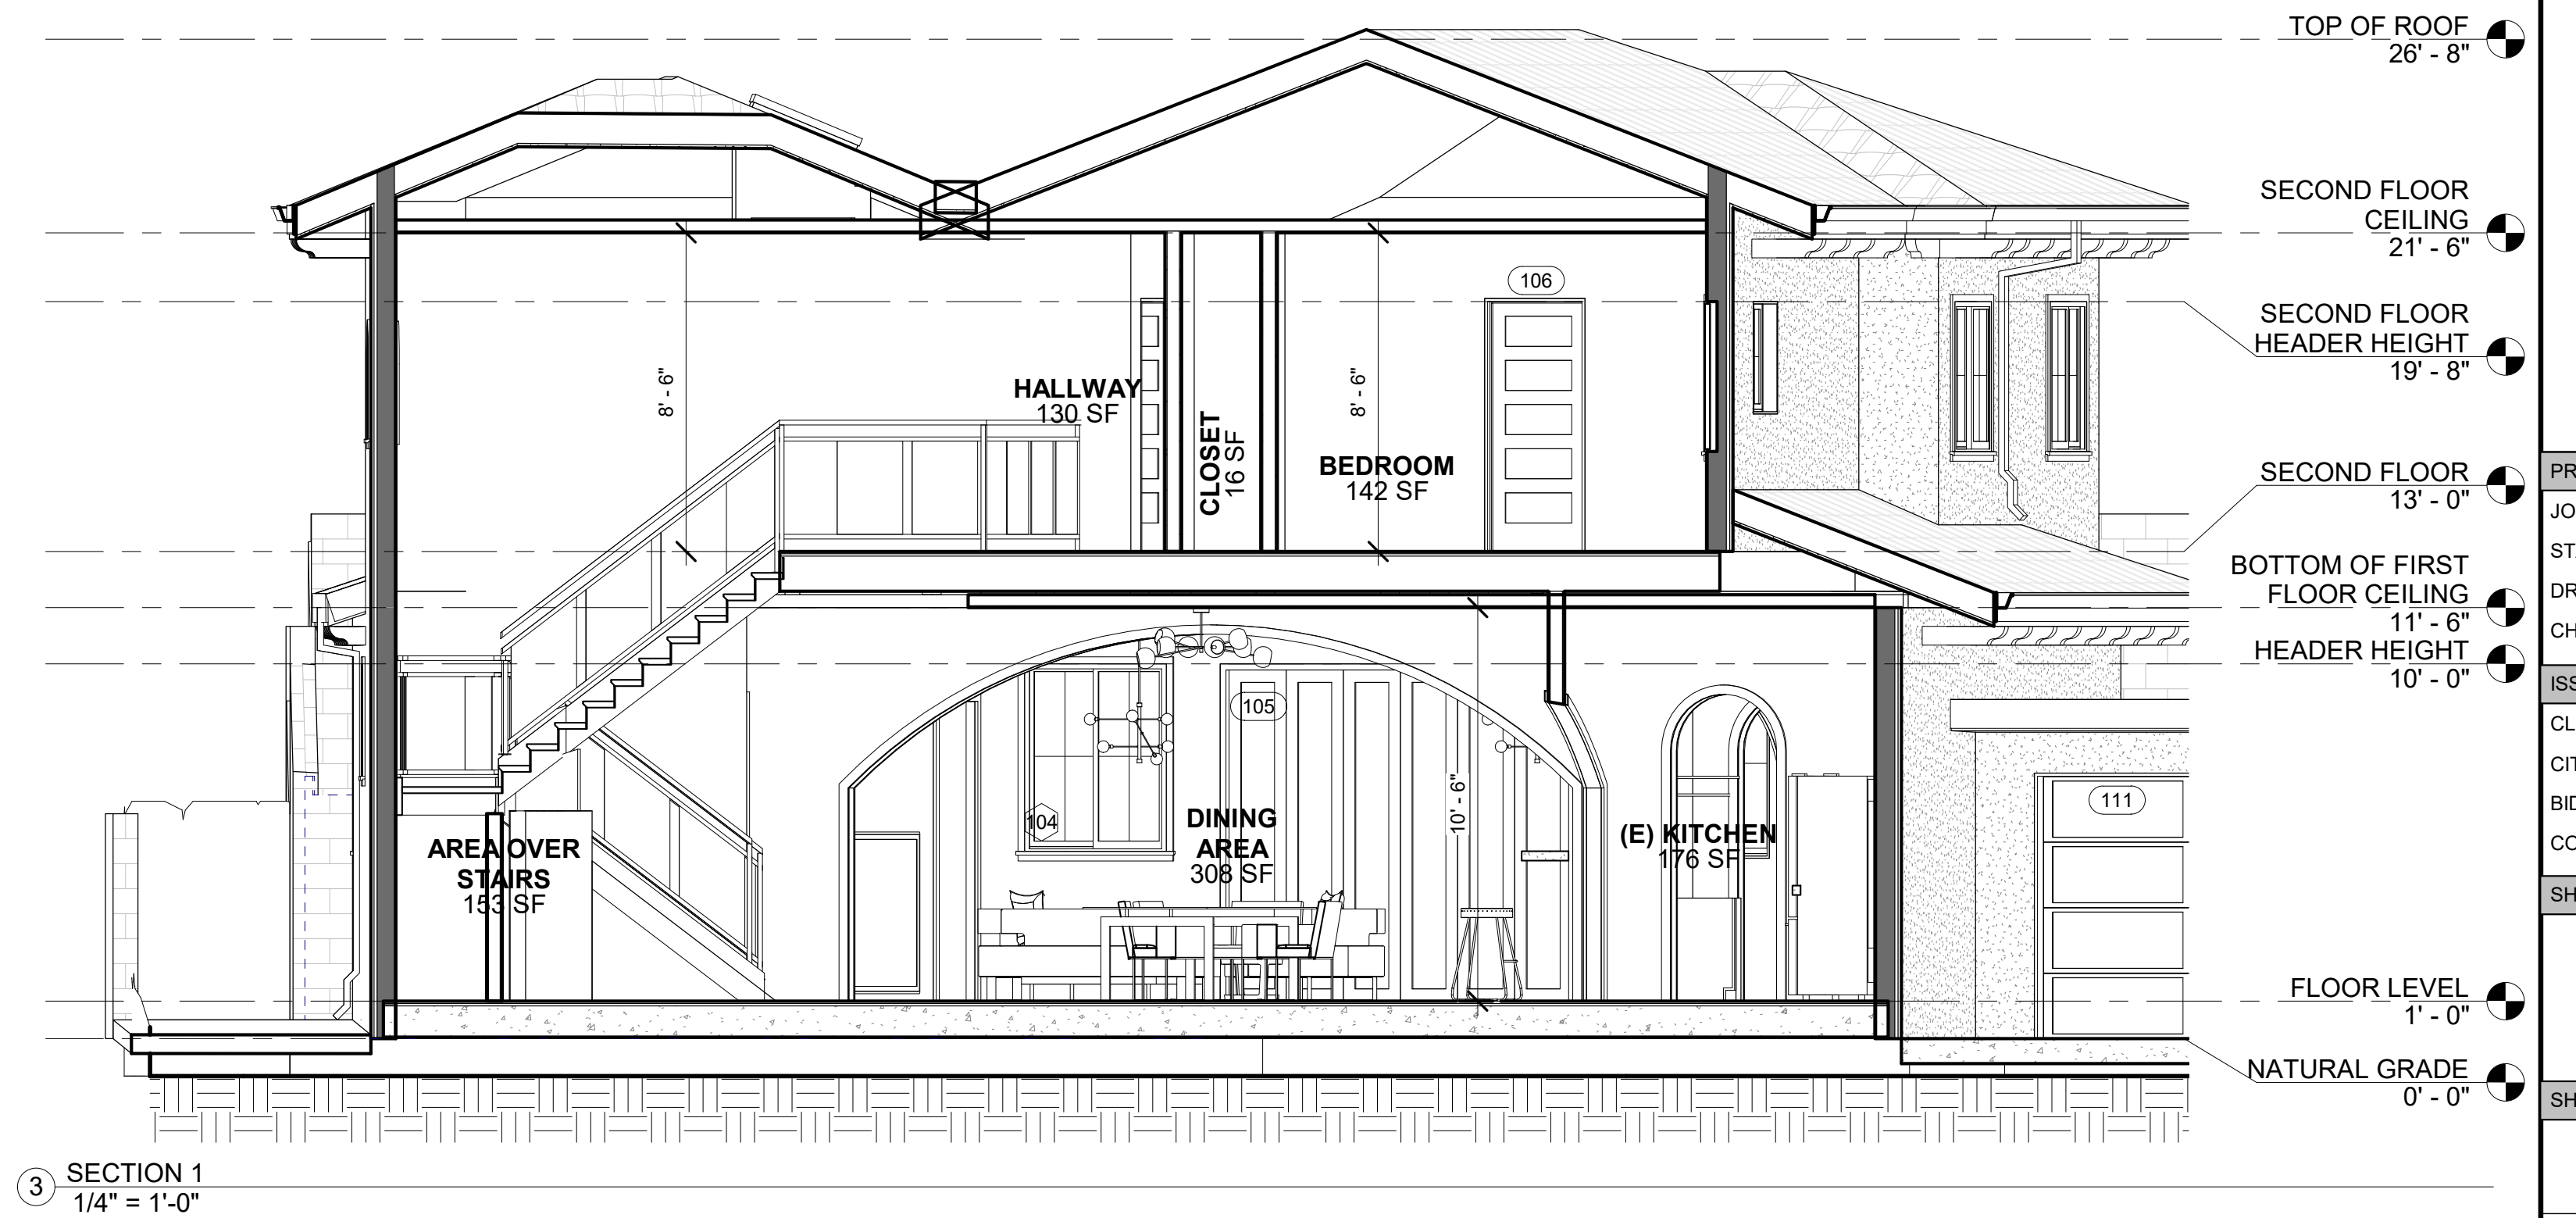 TOP OF ROOF
26' - 8"
SECOND FLOOR
CEILING
21' - 6"
SECOND FLOOR
HEADER HEIGHT
19' - 8"
SECOND FLOOR
13' - 0"
BOTTOM OF FIRST
FLOOR CEILING
11' - 6"
HEADER HEIGHT
10' - 0"
FLOOR LEVEL
1' - 0"
NATURAL GRADE
0' - 0"
106
8' - 6"
HALLWAY
130 SF
CLOSET
16 SF
8' - 6"
BEDROOM
142 SF
105
104
DINING
AREA
308 SF
10' - 6"
(E) KITCHEN
176 SF
111
AREA OVER
STAIRS
153 SF
3
SECTION 1
1/4" = 1'-0"
PR
JO
ST
DR
CH
ISS
CL
CIT
BID
CO
SH
SH